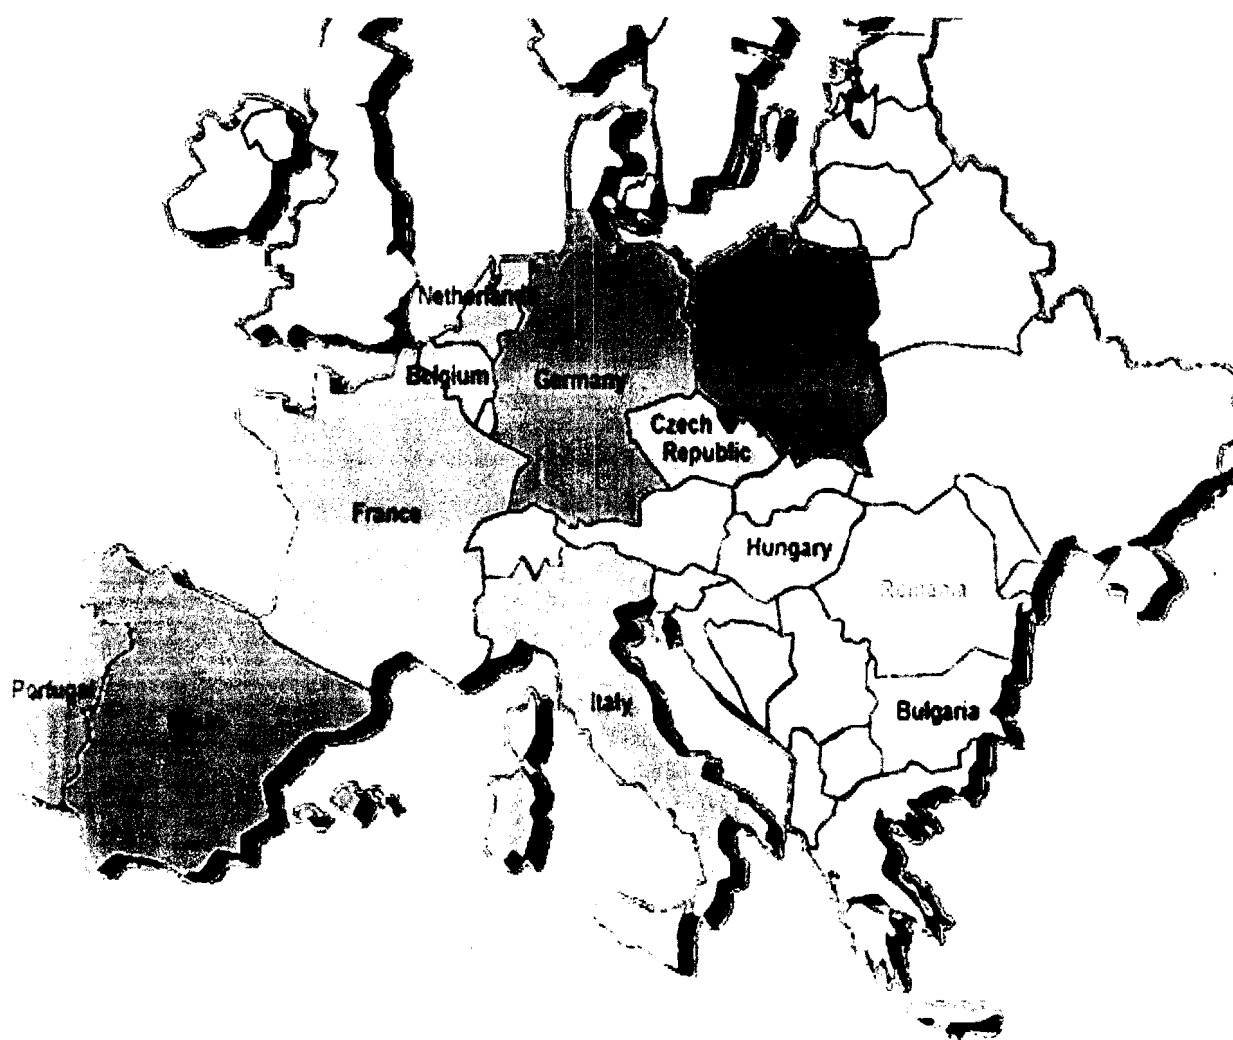 Netherlands
Belgium
Germany
Czech
Republic
France
Hungary
Romania
Portugal
Italy
Bulgaria